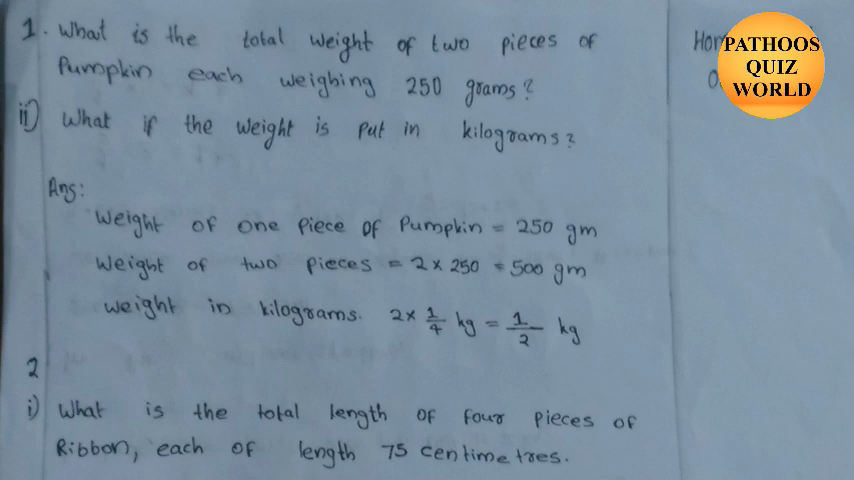 1. What is the total weight of two pieces of
Pumpkin each weighing 250 grams?
ii) What if the weight is put in kilograms?
Ans:
Weight of one piece of Pumpkin = 250 gm
Weight of two pieces = 2 x 250 = 500 gm
Weight in kilograms. 2 x 1/4 kg = 1/2 kg
2
i) What is the total length of four pieces of
Ribbon, each of length 75 centimetres.
PATHOOS
QUIZ
WORLD